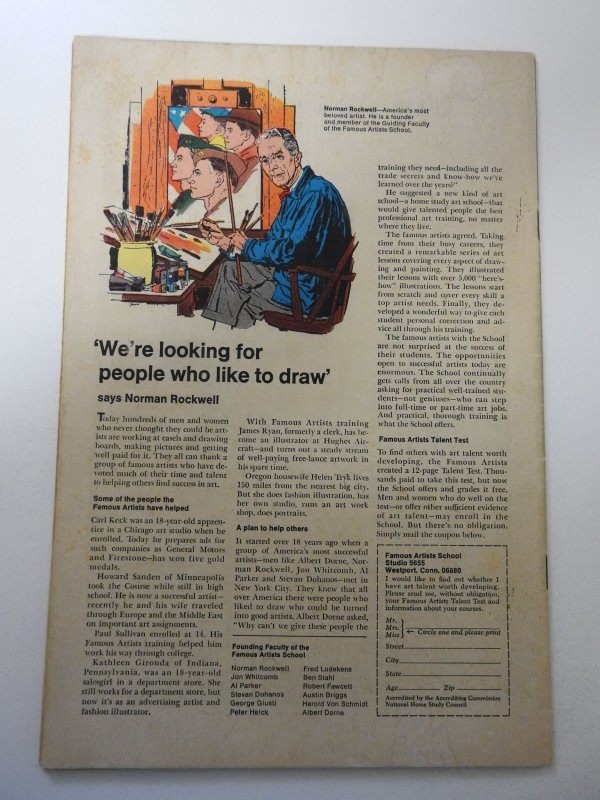 Norman Rockwell—America's most
beloved artist. He is a founder
and member of the Guiding Faculty
of the Famous Artists School.
'We're looking for
people who like to draw'
says Norman Rockwell
Today hundreds of men and women
who never thought they could be art-
ists are working at easels and drawing
boards, making pictures and getting
well paid for it. They all can thank a
group of famous artists who have de-
voted much of their time and talent
to helping others find success in art.
Some of the people the
Famous Artists have helped
Carl Keck was an 18-year-old appren-
tice in a Chicago art studio when he
enrolled. Today he prepares ads for
such companies as General Motors
and Firestone—has won five gold
medals.
Howard Sanden of Minneapolis
took the Course while still in high
school. He is now a successful artist—
recently he and his wife traveled
through Europe and the Middle East
on important art assignments.
Paul Sullivan enrolled at 14. His
Famous Artists training helped him
work his way through college.
Kathleen Gironda of Indiana,
Pennsylvania, was an 18-year-old
salesgirl in a department store. She
still works for a department store, but
now it's as an advertising artist and
fashion illustrator.
With Famous Artists training
James Ryan, formerly a clerk, has be-
come an illustrator at Hughes Air-
craft—and turns out a steady stream
of well-paying free-lance artwork in
his spare time.
Oregon housewife Helen Tryk lives
150 miles from the nearest big city.
But she does fashion illustration, has
her own studio, runs an art work
shop, does portraits.
A plan to help others
It started over 18 years ago when a
group of America's most successful
artists—men like Albert Dorne, Nor-
man Rockwell, Jon Whitcomb, Al
Parker and Stevan Dohanos—met in
New York City. They knew that all
over America there were people who
liked to draw who could be turned
into good artists. Albert Dorne asked,
"Why can't we give these people the
Founding Faculty of the
Famous Artists School
Norman Rockwell
Jon Whitcomb
Al Parker
Stevan Dohanos
George Giusti
Peter Helck
Fred Ludekens
Ben Stahl
Robert Fawcett
Austin Briggs
Harold Von Schmidt
Albert Dorne
training they need—including all the
trade secrets and know-how we've
learned over the years?"
He suggested a new kind of art
school—a home study art school—that
would give talented people the best
professional art training, no matter
where they live.
The famous artists agreed. Taking
time from their busy careers, they
created a remarkable series of art
lessons covering every aspect of draw-
ing and painting. They illustrated
their lessons with over 5,000 "here's-
how" illustrations. The lessons start
from scratch and cover every skill a
top artist needs. Finally, they de-
veloped a wonderful way to give each
student personal correction and ad-
vice all through his training.
The famous artists with the School
are not surprised at the success of
their students. The opportunities
open to successful artists today are
enormous. The School continually
gets calls from all over the country
asking for practical well-trained stu-
dents—not geniuses—who can step
into full-time or part-time art jobs.
And practical, thorough training is
what the School offers.
Famous Artists Talent Test
To find others with art talent worth
developing, the Famous Artists
created a 12-page Talent Test. Thou-
sands paid to take this test, but now
the School offers and grades it free.
Men and women who do well on the
test—or offer other sufficient evidence
of art talent—may enroll in the
School. But there's no obligation.
Simply mail the coupon below.
Famous Artists School
Studio 5655
Westport, Conn. 06880
I would like to find out whether I
have art talent worth developing.
Please send me, without obligation,
your Famous Artists Talent Test and
information about your courses.
Mr.
Mrs.
Miss
Circle one and please print
Street
City
State
Age Zip
Accredited by the Accrediting Commission
National Home Study Council